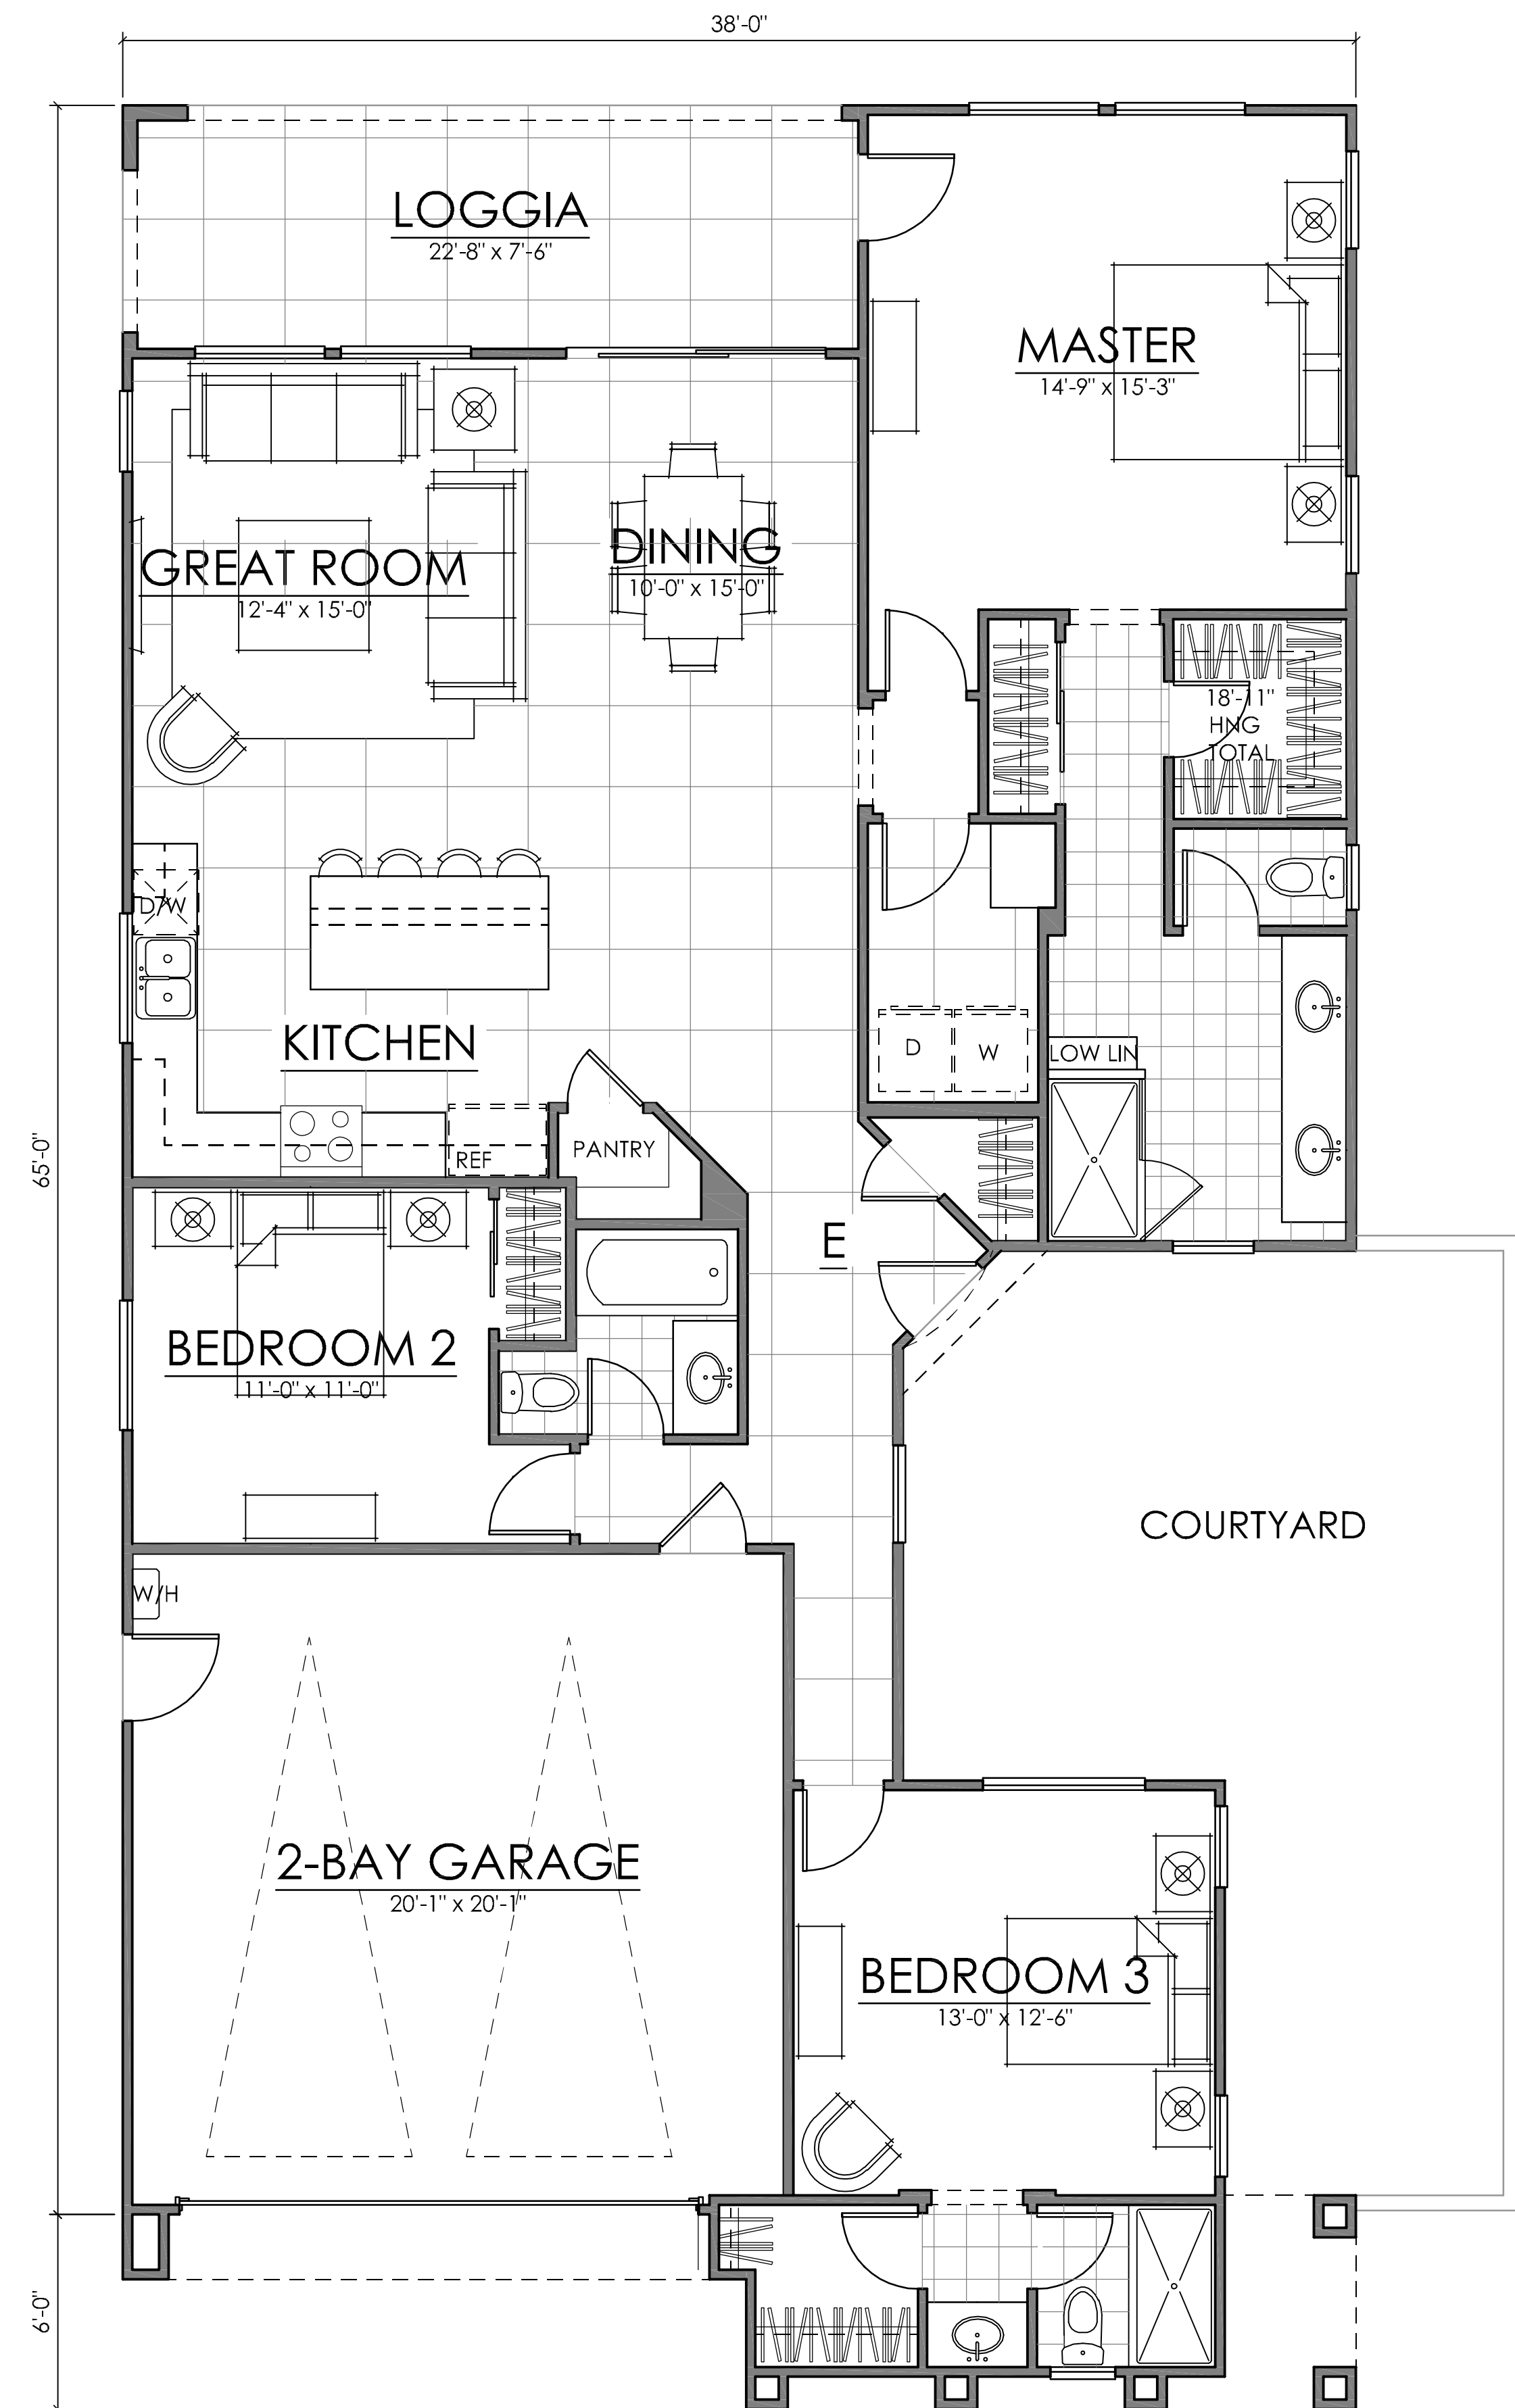 38'-0"
LOGGIA
22'-8" x 7'-6"
MASTER
14'-9" x 15'-3"
GREAT ROOM
12'-4" x 15'-0"
DINING
10'-0" x 15'-0"
18'-11"
HNG
TOTAL
D/W
KITCHEN
D
W
LOW LIN
REF
PANTRY
65'-0"
E
BEDROOM 2
11'-0" x 11'-0"
COURTYARD
W/H
2-BAY GARAGE
20'-1" x 20'-1"
BEDROOM 3
13'-0" x 12'-6"
6'-0"